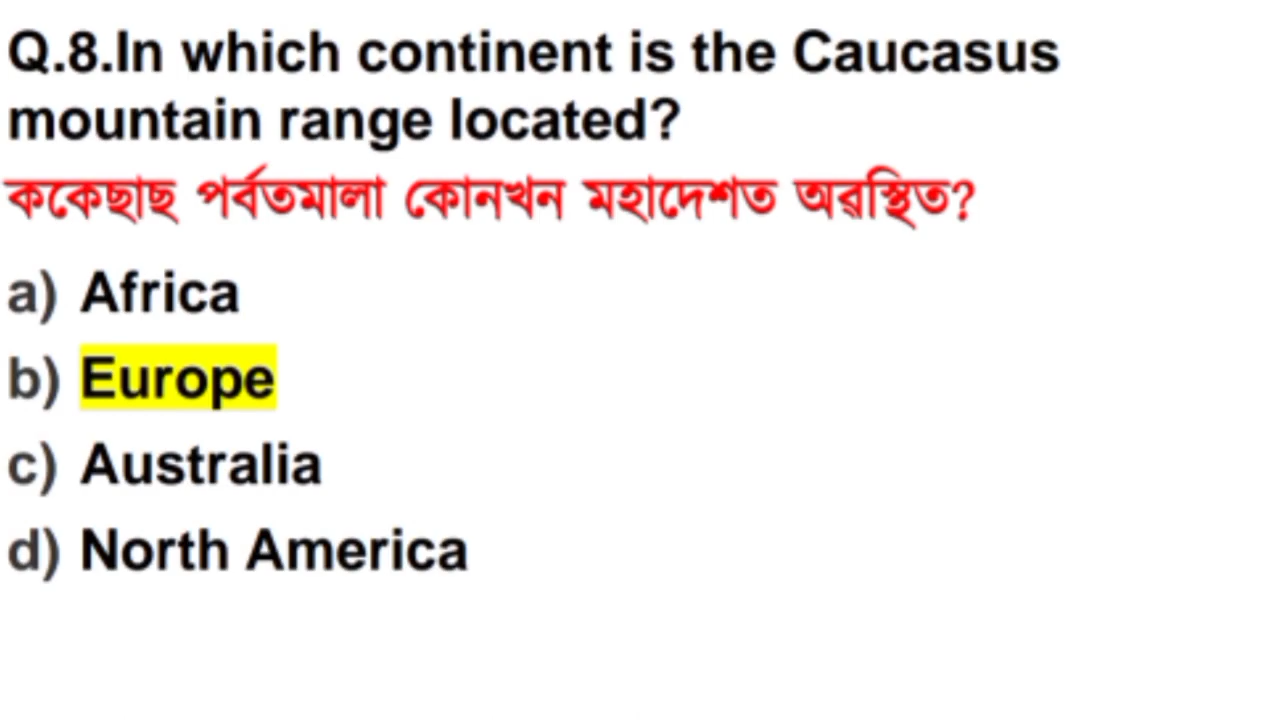 Q.8.In which continent is the Caucasus
mountain range located?
ককেছাছ পৰ্বতমালা কোনখন মহাদেশত অৱস্থিত?
a) Africa
b) Europe
c) Australia
d) North America